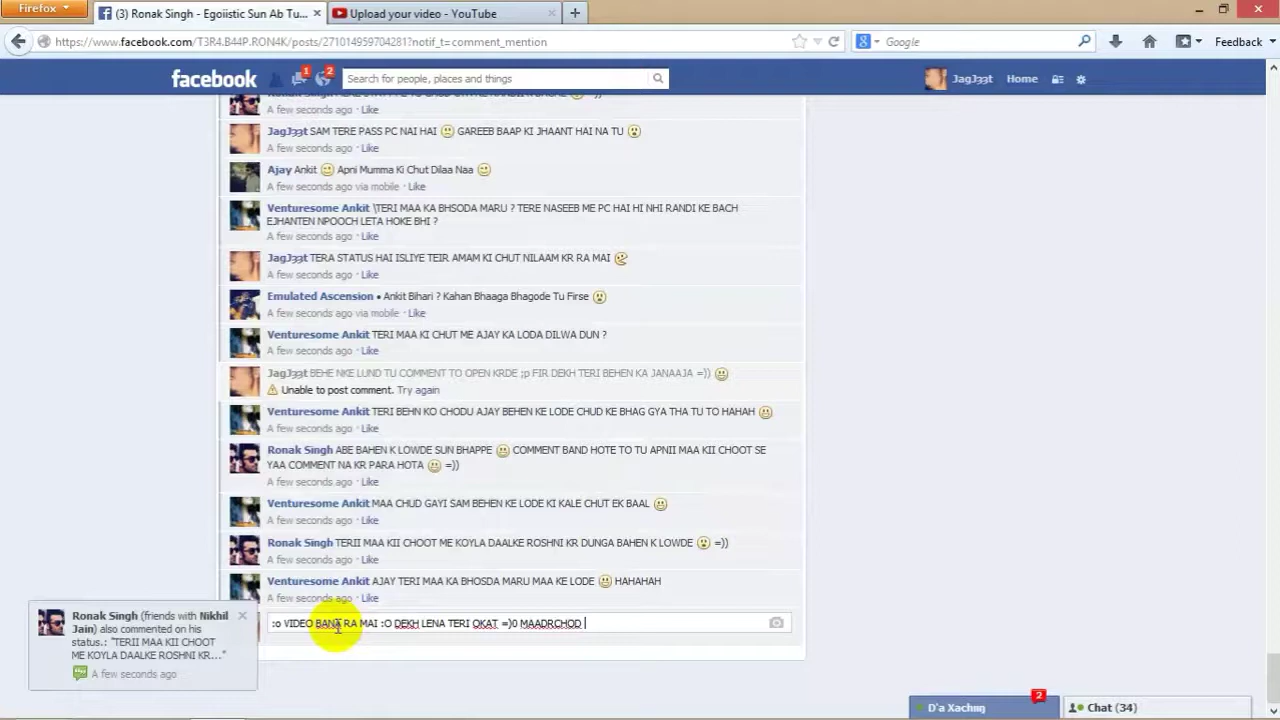 Firefox
(3) Ronak Singh - Egoiistic Sun Ab Tu...
Upload your video - YouTube
https://www.facebook.com/T3R4.B44P.RON4K/posts/271014959704281?notif_t=comment_mention
Google
Feedback
facebook
1
2
Search for people, places and things
JagJ33t
Home
A few seconds ago · Like
JagJ33t SAM TERE PASS PC NAI HAI GAREEB BAAP KI JHAANT HAI NA TU
A few seconds ago · Like
Ajay Ankit Apni Mumma Ki Chut Dilaa Naa
A few seconds ago via mobile · Like
Venturesome Ankit \TERI MAA KA BHSODA MARU ? TERE NASEEB ME PC HAI HI NHI RANDI KE BACH
EJHANTEN NPOOCH LETA HOKE BHI ?
A few seconds ago · Like
JagJ33t TERA STATUS HAI ISLIYE TEIR AMAM KI CHUT NILAAM KR RA MAI
A few seconds ago · Like
Emulated Ascension • Ankit Bihari ? Kahan Bhaaga Bhagode Tu Firse
A few seconds ago via mobile · Like
Venturesome Ankit TERI MAA KI CHUT ME AJAY KA LODA DILWA DUN ?
A few seconds ago · Like
JagJ33t BEHE NKE LUND TU COMMENT TO OPEN KRDE ;p FIR DEKH TERI BEHEN KA JANAAJA =))
Unable to post comment. Try again
Venturesome Ankit TERI BEHN KO CHODU AJAY BEHEN KE LODE CHUD KE BHAG GYA THA TU TO HAHAH
A few seconds ago · Like
Ronak Singh ABE BAHEN K LOWDE SUN BHAPPE COMMENT BAND HOTE TO TU APNII MAA KII CHOOT SE
YAA COMMENT NA KR PARA HOTA =))
A few seconds ago · Like
Venturesome Ankit MAA CHUD GAYI SAM BEHEN KE LODE KI KALE CHUT EK BAAL
A few seconds ago · Like
Ronak Singh TERII MAA KII CHOOT ME KOYLA DAALKE ROSHNI KR DUNGA BAHEN K LOWDE =))
A few seconds ago · Like
Venturesome Ankit AJAY TERI MAA KA BHOSDA MARU MAA KE LODE HAHAHAH
A few seconds ago · Like
:o VIDEO BANA RA MAI :O DEKH LENA TERI OKAT =)0 MAADRCHOD
Ronak Singh (friends with Nikhil
Jain) also commented on his
status.: "TERII MAA KII CHOOT
ME KOYLA DAALKE ROSHNI KR..."
A few seconds ago
D'a Xachiŋg
2
Chat (34)